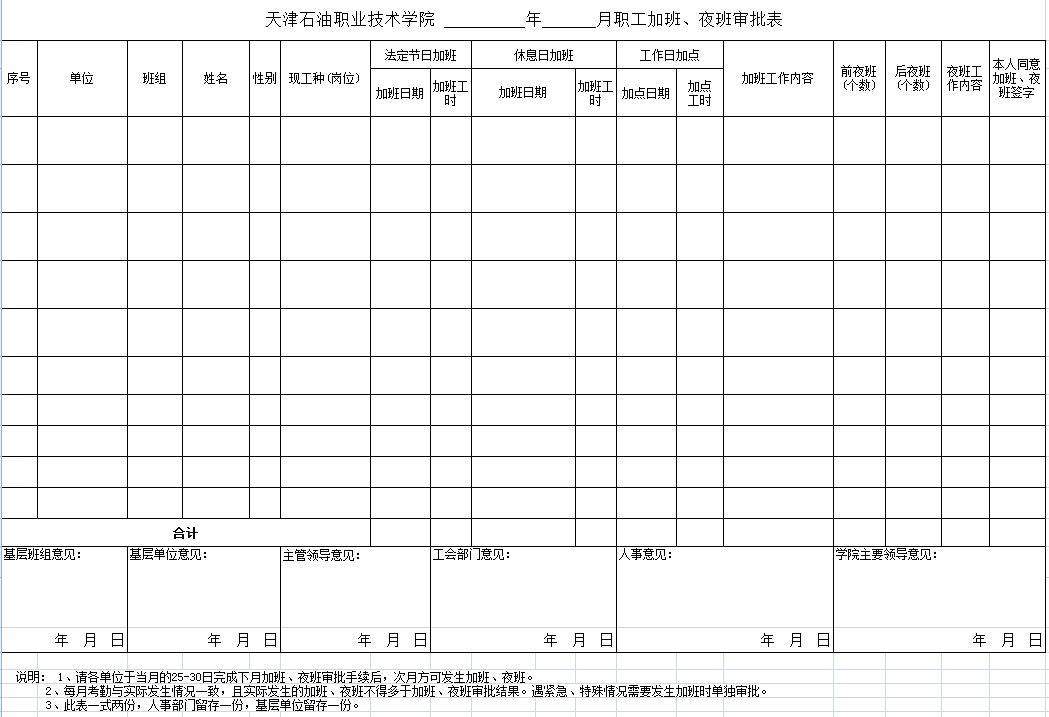 天津石油职业技术学院 _________年______月职工加班、夜班审批表
序号 单位 班组 姓名 性别 现工种(岗位) 法定节日加班 休息日加班 工作日加点 加班工作内容 前夜班(个数) 后夜班(个数) 夜班工作内容 本人同意加班、夜班签字
加班日期 加班工时 加班日期 加班工时 加点日期 加点工时
合计
基层班组意见: 基层单位意见: 主管领导意见: 工会部门意见: 人事意见: 学院主要领导意见:
年 月 日 年 月 日 年 月 日 年 月 日 年 月 日 年 月 日
说明: 1、请各单位于当月的25-30日完成下月加班、夜班审批手续后,次月方可发生加班、夜班。
2、每月考勤与实际发生情况一致,且实际发生的加班、夜班不得多于加班、夜班审批结果。遇紧急、特殊情况需要发生加班时单独审批。
3、此表一式两份,人事部门留存一份,基层单位留存一份。